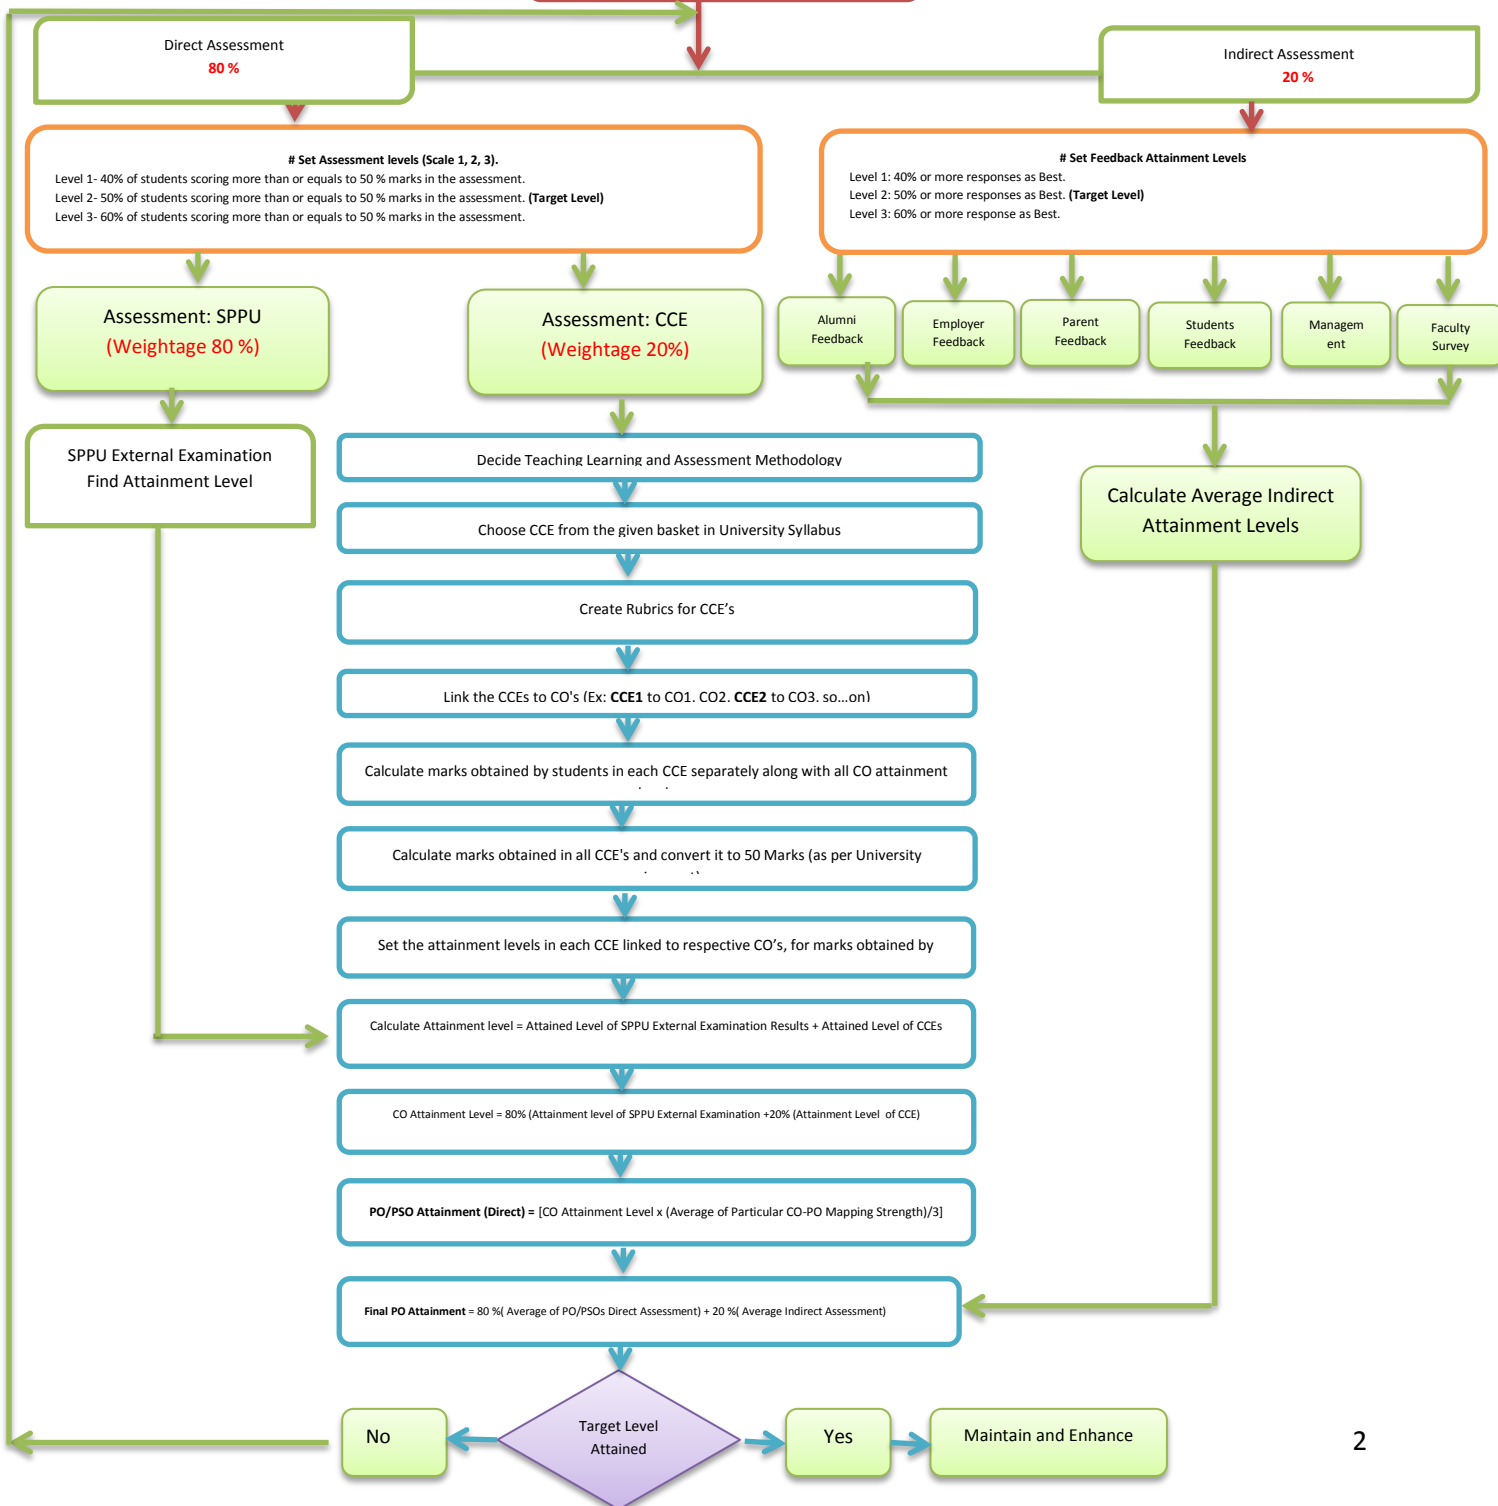 Direct Assessment
80 %
Indirect Assessment
20 %
# Set Assessment levels (Scale 1, 2, 3).
Level 1- 40% of students scoring more than or equals to 50 % marks in the assessment.
Level 2- 50% of students scoring more than or equals to 50 % marks in the assessment. (Target Level)
Level 3- 60% of students scoring more than or equals to 50 % marks in the assessment.
# Set Feedback Attainment Levels
Level 1: 40% or more responses as Best.
Level 2: 50% or more responses as Best. (Target Level)
Level 3: 60% or more response as Best.
Assessment: SPPU
(Weightage 80 %)
Assessment: CCE
(Weightage 20%)
Alumni
Feedback
Employer
Feedback
Parent
Feedback
Students
Feedback
Managem
ent
Faculty
Survey
SPPU External Examination
Find Attainment Level
Decide Teaching Learning and Assessment Methodology
Choose CCE from the given basket in University Syllabus
Create Rubrics for CCE’s
Link the CCEs to CO's (Ex: CCE1 to CO1, CO2, CCE2 to CO3, so...on)
Calculate marks obtained by students in each CCE separately along with all CO attainment
Calculate marks obtained in all CCE's and convert it to 50 Marks (as per University
Set the attainment levels in each CCE linked to respective CO’s, for marks obtained by
Calculate Attainment level = Attained Level of SPPU External Examination Results + Attained Level of CCEs
CO Attainment Level = 80% (Attainment level of SPPU External Examination +20% (Attainment Level of CCE)
PO/PSO Attainment (Direct) = [CO Attainment Level x (Average of Particular CO-PO Mapping Strength)/3]
Calculate Average Indirect
Attainment Levels
Final PO Attainment = 80 %( Average of PO/PSOs Direct Assessment) + 20 %( Average Indirect Assessment)
Target Level
Attained
No
Yes
Maintain and Enhance
2